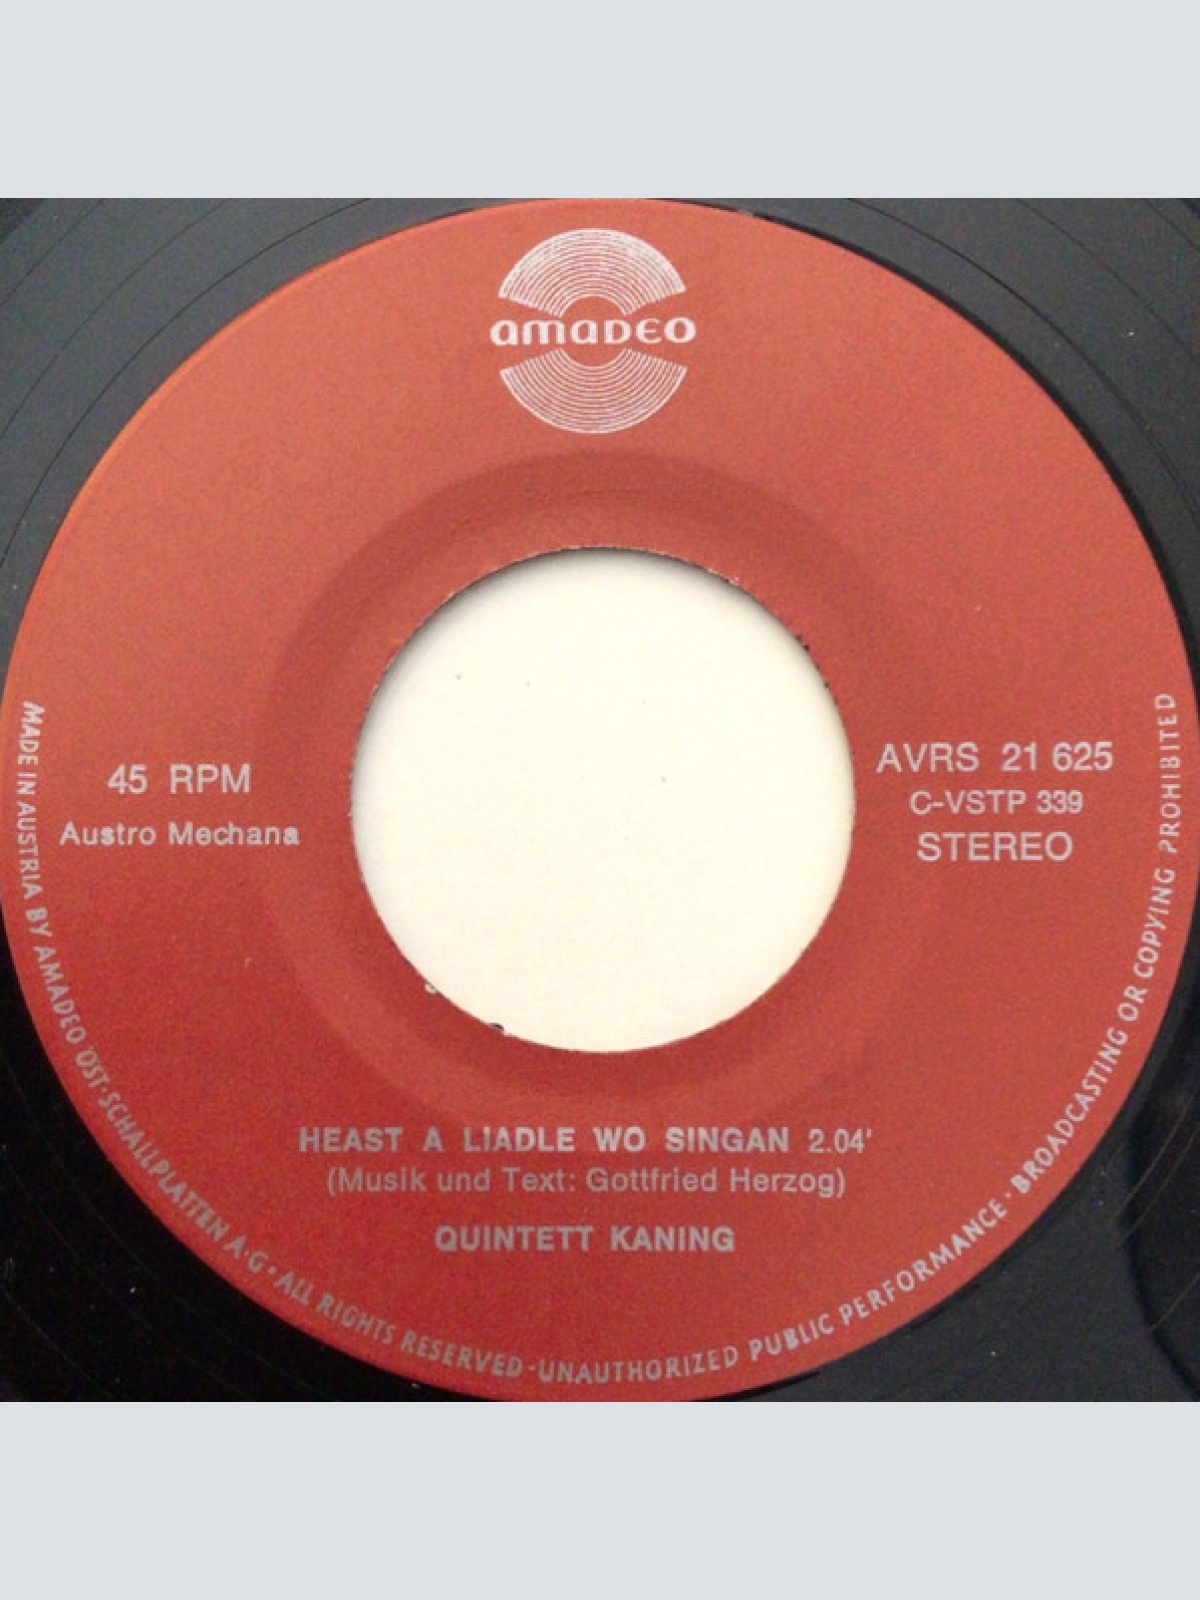 amadeo
45 RPM
Austro Mechana
AVRS 21 625
C-VSTP 339
STEREO
HEAST A LIADLE WO SINGAN 2.04'
(Musik und Text: Gottfried Herzog)
QUINTETT KANING
MADE IN AUSTRIA BY AMADEO ÖST. SCHALLPLATTEN A.G • ALL RIGHTS RESERVED - UNAUTHORIZED PUBLIC PERFORMANCE · BROADCASTING OR COPYING PROHIBITED